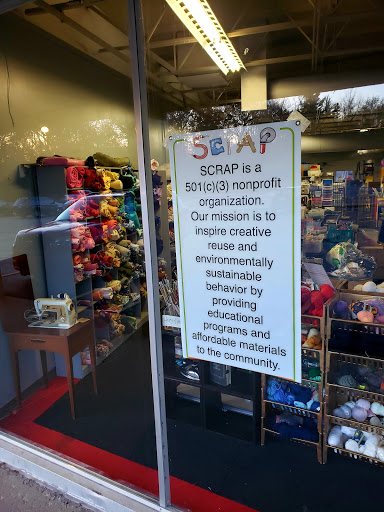 SCRAP
SCRAP is a
501(c)(3) nonprofit
organization.
Our mission is to
inspire creative
reuse and
environmentally
sustainable
behavior by
providing
educational
programs and
affordable materials
to the community.